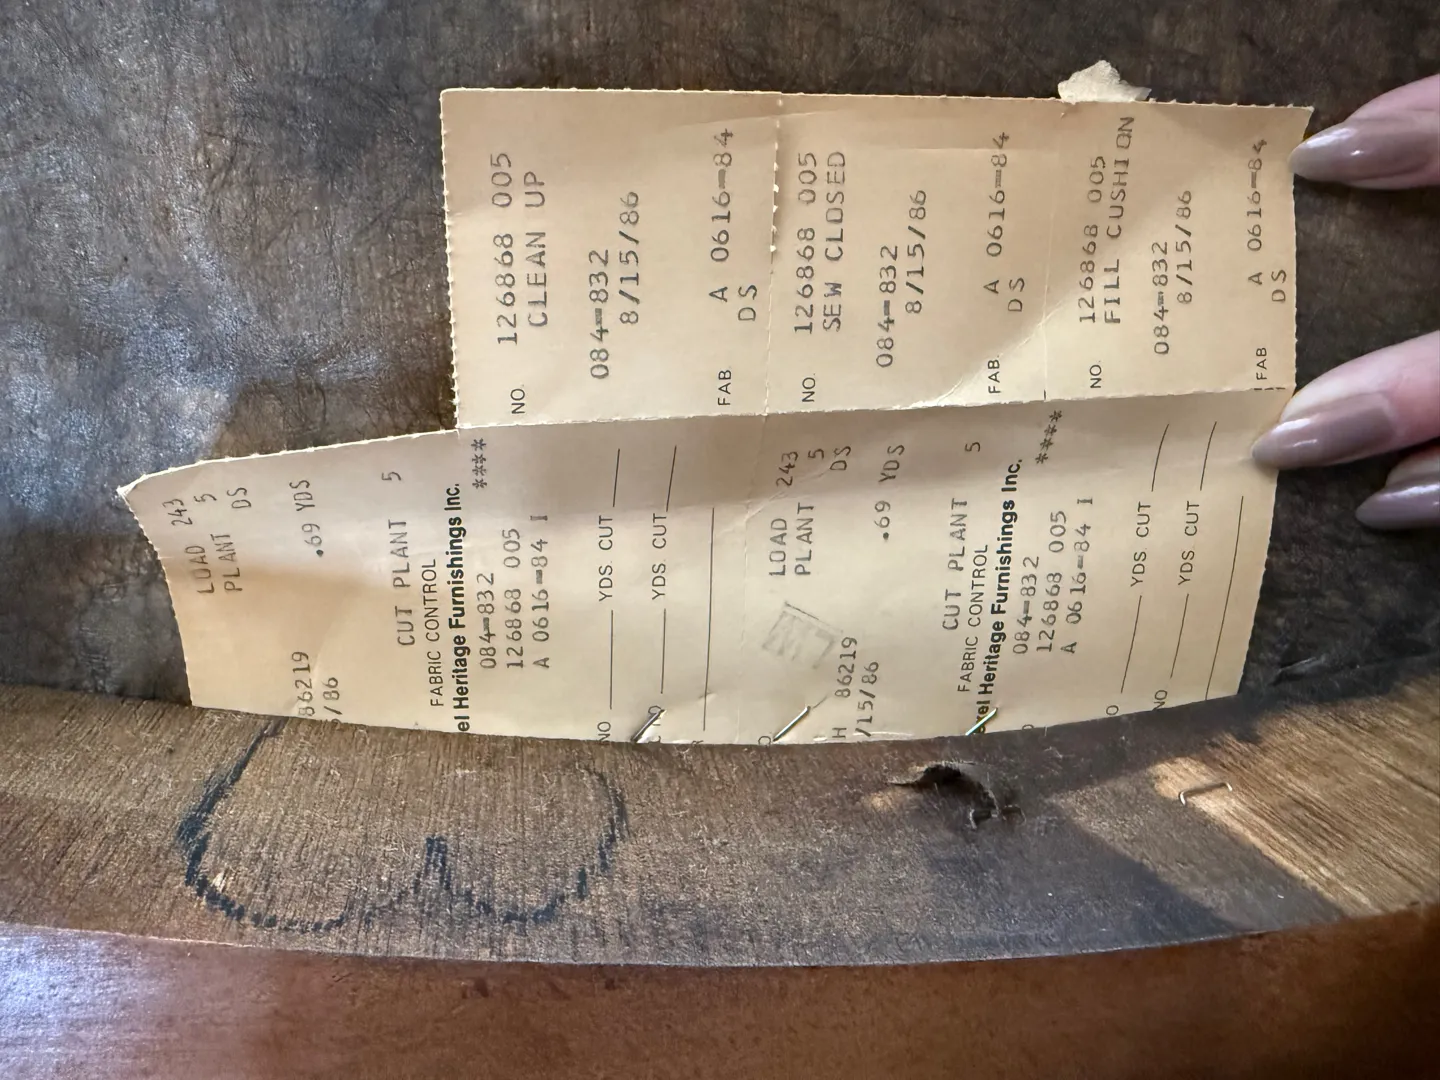 NO. 126868 005
CLEAN UP
084-832
8/15/86
FAB. A 0616-84
DS
NO. 126868 005
SEW CLOSED
084-832
8/15/86
FAB. A 0616-84
DS
NO. 126868 005
FILL CUSHION
084-832
8/15/86
FAB A 0616-84
DS
LOAD 243
PLANT 5
DS
86219 .69 YDS
/86
CUT PLANT 5
FABRIC CONTROL
el Heritage Furnishings Inc.
084-832 ****
126868 005
A 0616-84 I
NO YDS CUT
YDS CUT
LOAD 243
PLANT 5
DS
H 86219 .69 YDS
/15/86
CUT PLANT 5
FABRIC CONTROL
xel Heritage Furnishings Inc.
084-832 ****
126868 005
A 0616-84 I
O YDS CUT
NO YDS CUT